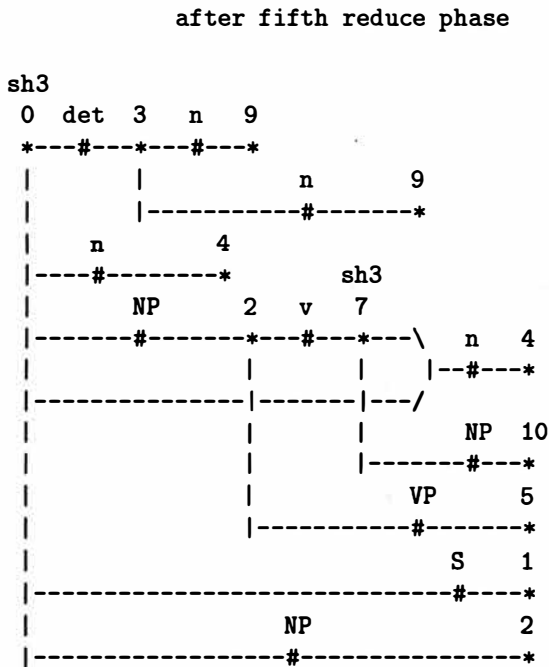 after fifth reduce phase
sh3
0 det 3 n 9
*---#---*---#---*
| | n 9
| |----------#-------*
| n 4
|----#--------* sh3
| NP 2 v 7
|-------#-------*---#---*---\ n 4
| | | |--#---*
|---------------|-------|---/
| | | NP 10
| | |-------#---*
| | VP 5
| |-----------#-------*
| S 1
|-----------------------------#----*
| NP 2
|-----------------#----------------*